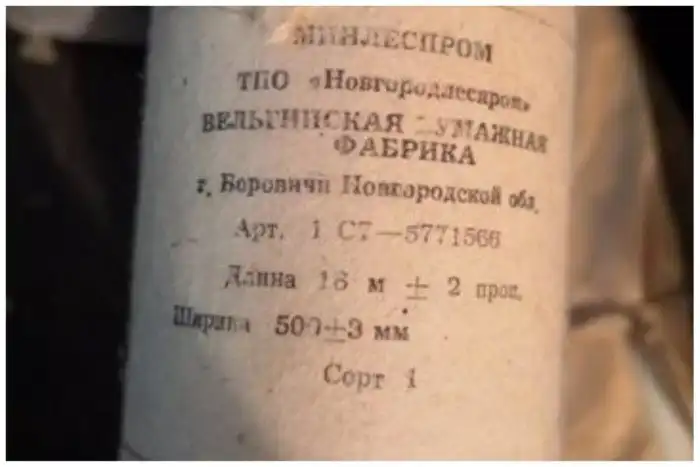 МИНЛЕСПРОМ
ТПО «Новгородлеспром»
ВЕЛЬГИЙСКАЯ БУМАЖНАЯ
ФАБРИКА
г. Боровичи Новгородской обл.
Арт. 1 С7—5771566
Длина 18 м ± 2 проц.
Ширина 500±3 мм
Сорт 1